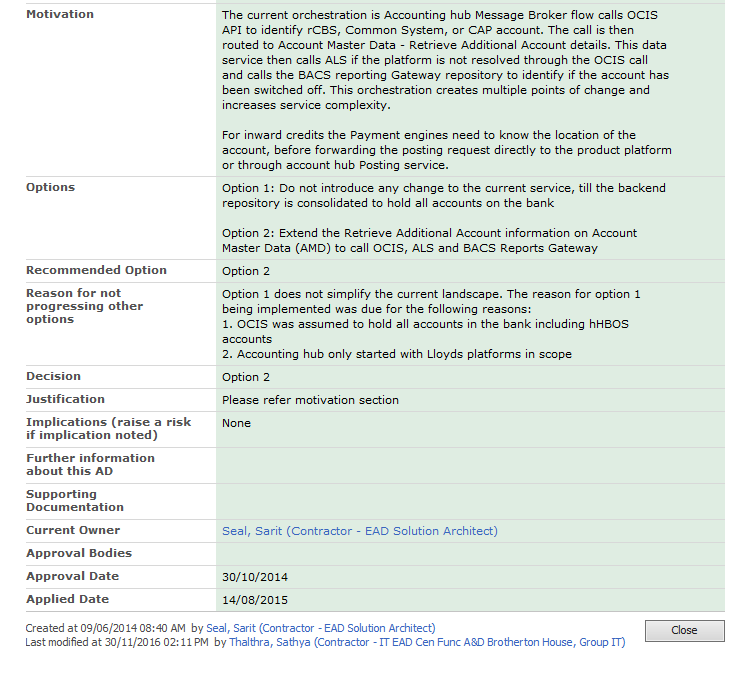 Motivation
The current orchestration is Accounting hub Message Broker flow calls OCIS
API to identify rCBS, Common System, or CAP account. The call is then
routed to Account Master Data - Retrieve Additional Account details. This data
service then calls ALS if the platform is not resolved through the OCIS call
and calls the BACS reporting Gateway repository to identify if the account has
been switched off. This orchestration creates multiple points of change and
increases service complexity.
For inward credits the Payment engines need to know the location of the
account, before forwarding the posting request directly to the product platform
or through account hub Posting service.
Options
Option 1: Do not introduce any change to the current service, till the backend
repository is consolidated to hold all accounts on the bank
Option 2: Extend the Retrieve Additional Account information on Account
Master Data (AMD) to call OCIS, ALS and BACS Reports Gateway
Recommended Option
Option 2
Reason for not
progressing other
options
Option 1 does not simplify the current landscape. The reason for option 1
being implemented was due for the following reasons:
1. OCIS was assumed to hold all accounts in the bank including hHBOS
accounts
2. Accounting hub only started with Lloyds platforms in scope
Decision
Option 2
Justification
Please refer motivation section
Implications (raise a risk
if implication noted)
None
Further information
about this AD
Supporting
Documentation
Current Owner
Seal, Sarit (Contractor - EAD Solution Architect)
Approval Bodies
Approval Date
30/10/2014
Applied Date
14/08/2015
Created at 09/06/2014 08:40 AM by Seal, Sarit (Contractor - EAD Solution Architect)
Last modified at 30/11/2016 02:11 PM by Thalthra, Sathya (Contractor - IT EAD Cen Func A&D Brotherton House, Group IT)
Close